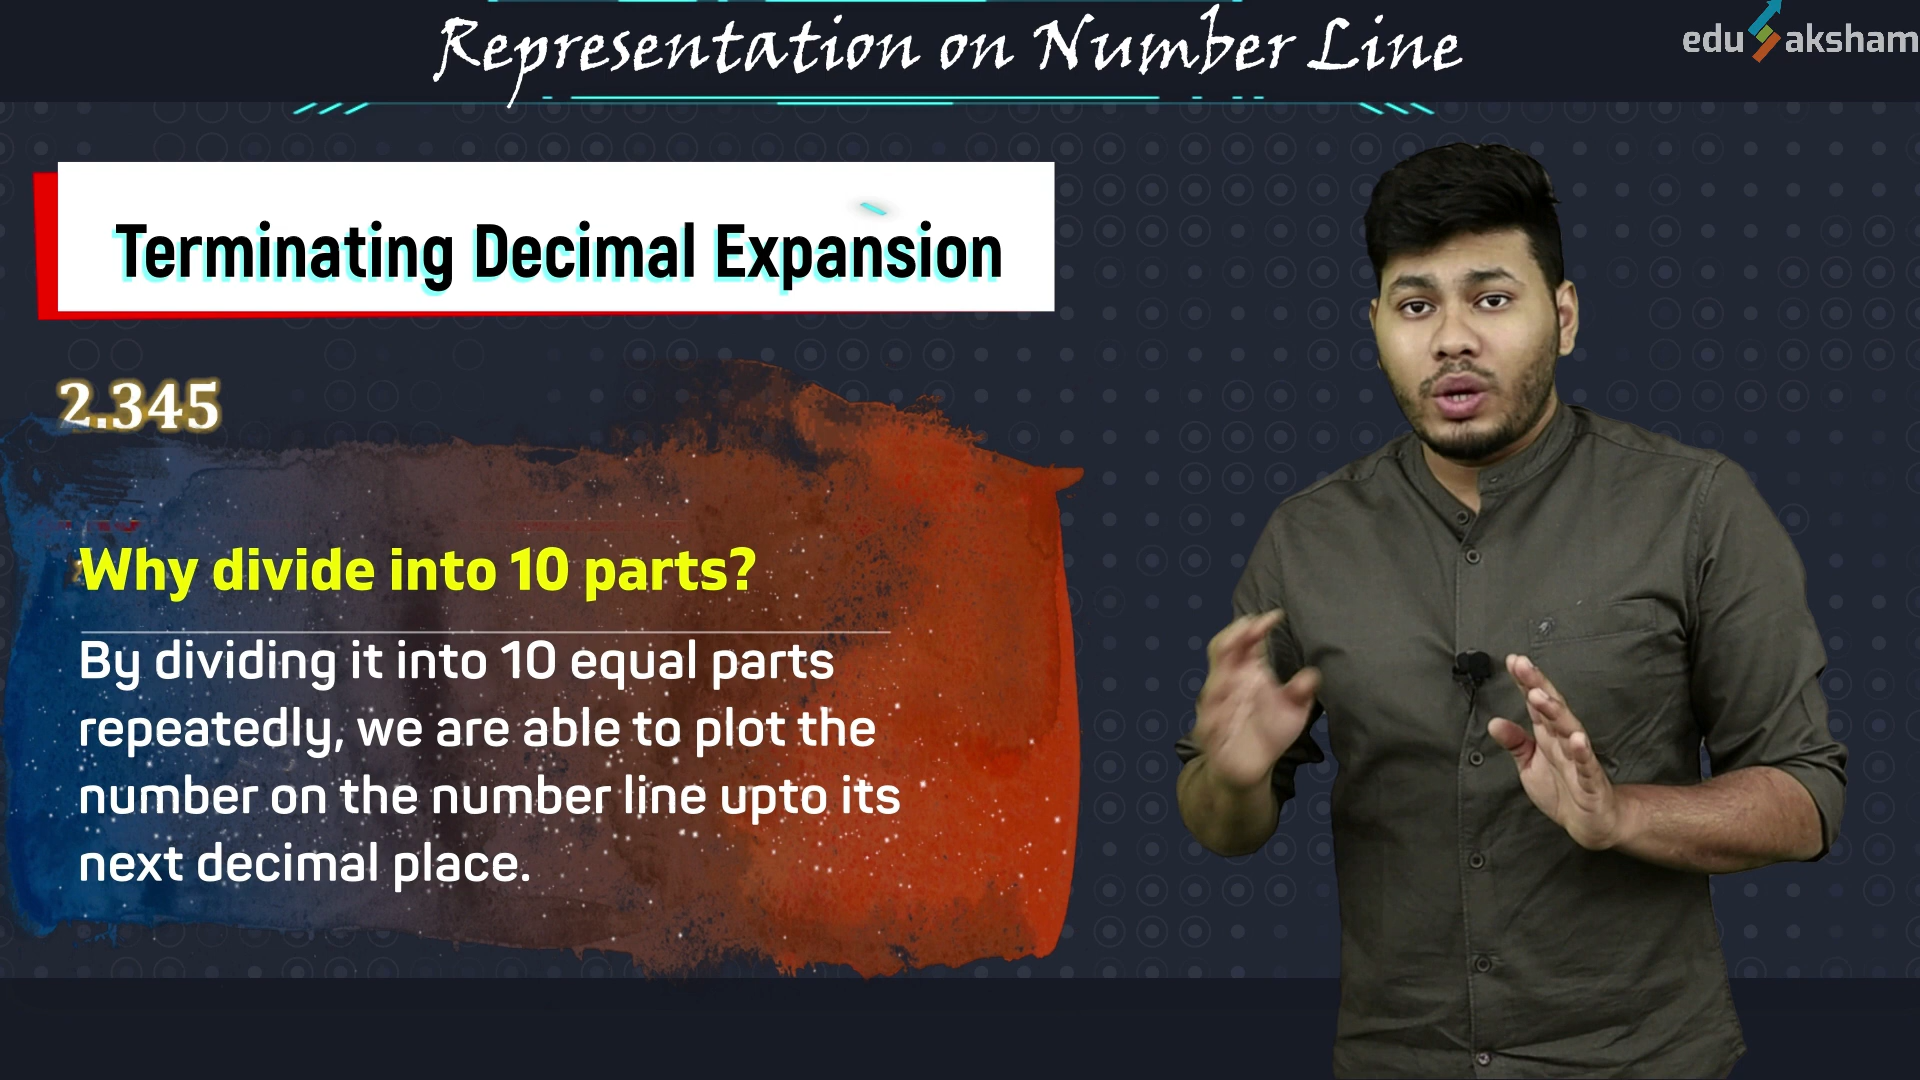 Representation on Number Line
edu Saksham
Terminating Decimal Expansion
2.345
Why divide into 10 parts?
By dividing it into 10 equal parts
repeatedly, we are able to plot the
number on the number line upto its
next decimal place.